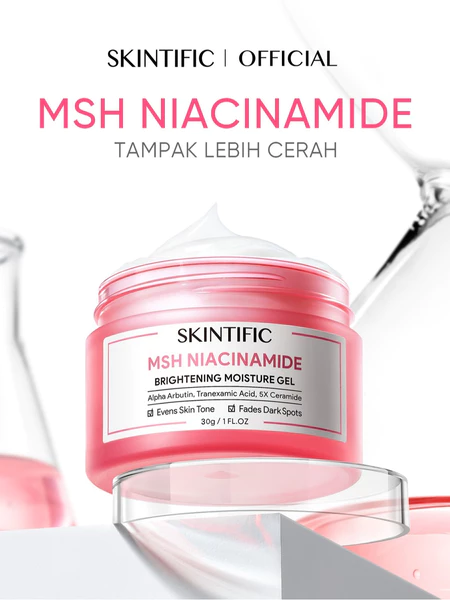 SKINTIFIC | OFFICIAL
MSH NIACINAMIDE
TAMPAK LEBIH CERAH
SKINTIFIC
MSH NIACINAMIDE
BRIGHTENING MOISTURE GEL
Alpha Arbutin, Tranexamic Acid, 5X Ceramide
☑ Evens Skin Tone ☑ Fades Dark Spots
30g / 1 FL.OZ